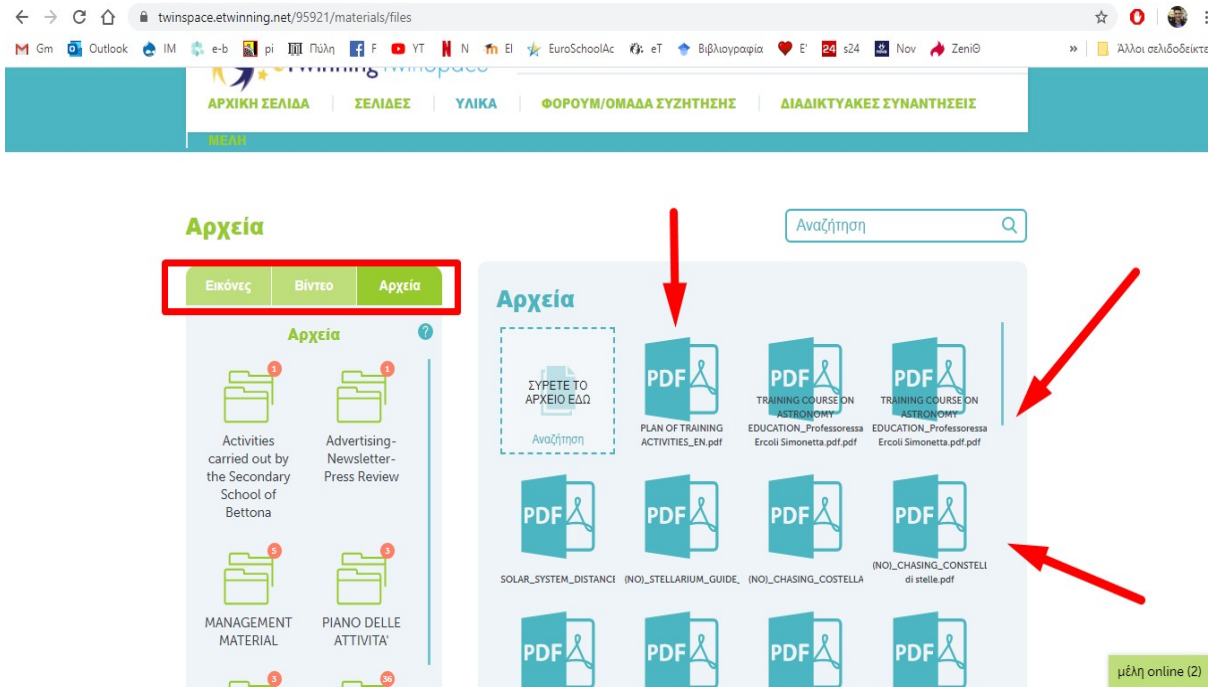 twinspace.etwinning.net/95921/materials/files
Gm Outlook IM e-b pi Πύλη F YT N El EuroSchoolAc eT Βιβλιογραφία E' s24 Nov ZeniΘ » Άλλοι σελιδοδείκτε
ΑΡΧΙΚΗ ΣΕΛΙΔΑ ΣΕΛΙΔΕΣ ΥΛΙΚΑ ΦΟΡΟΥΜ/ΟΜΑΔΑ ΣΥΖΗΤΗΣΗΣ ΔΙΑΔΙΚΤΥΑΚΕΣ ΣΥΝΑΝΤΗΣΕΙΣ
ΜΕΛΗ
Αρχεία
Αναζήτηση
Εικόνες Βίντεο Αρχεία
Αρχεία ?
1
Activities
carried out by
the Secondary
School of
Bettona
1
Advertising-
Newsletter-
Press Review
5
MANAGEMENT
MATERIAL
3
PIANO DELLE
ATTIVITA'
3
36
Αρχεία
ΣΥΡΕΤΕ ΤΟ
ΑΡΧΕΙΟ ΕΔΩ
Αναζήτηση
PDF
PLAN OF TRAINING
ACTIVITIES_EN.pdf
PDF
TRAINING COURSE ON
ASTRONOMY
EDUCATION_Professoressa
Ercoli Simonetta.pdf.pdf
PDF
TRAINING COURSE ON
ASTRONOMY
EDUCATION_Professoressa
Ercoli Simonetta.pdf.pdf
PDF
SOLAR_SYSTEM_DISTANCE
PDF
(NO)_STELLARIUM_GUIDE_
PDF
(NO)_CHASING_COSTELLA
PDF
(NO)_CHASING_CONSTELL
di stelle.pdf
PDF
PDF
PDF
PDF
μέλη online (2)